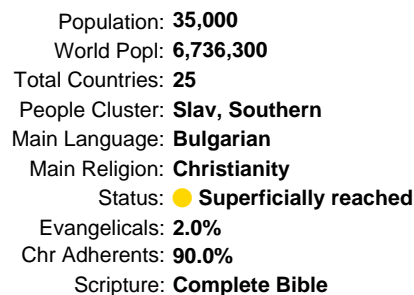 Population: 35,000
World Popl: 6,736,300
Total Countries: 25
People Cluster: Slav, Southern
Main Language: Bulgarian
Main Religion: Christianity
Status: Superficially reached
Evangelicals: 2.0%
Chr Adherents: 90.0%
Scripture: Complete Bible